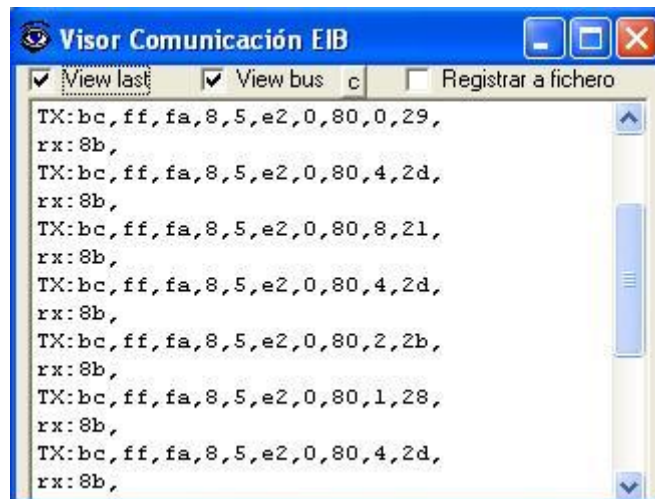 Visor Comunicación EIB
View last View bus c Registrar a fichero
TX:bc,ff,fa,8,5,e2,0,80,0,29,
rx:8b,
TX:bc,ff,fa,8,5,e2,0,80,4,2d,
rx:8b,
TX:bc,ff,fa,8,5,e2,0,80,8,21,
rx:8b,
TX:bc,ff,fa,8,5,e2,0,80,4,2d,
rx:8b,
TX:bc,ff,fa,8,5,e2,0,80,2,2b,
rx:8b,
TX:bc,ff,fa,8,5,e2,0,80,1,28,
rx:8b,
TX:bc,ff,fa,8,5,e2,0,80,4,2d,
rx:8b,